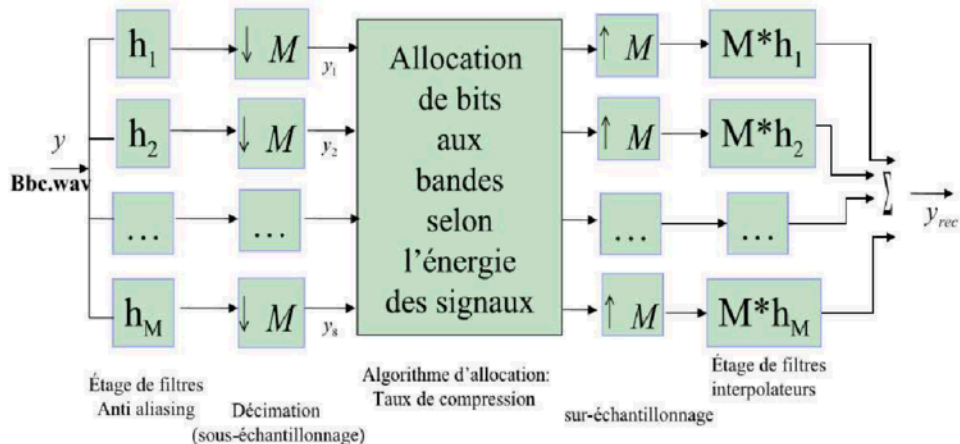 h1
↓ M
y1
Allocation
de bits
aux
bandes
selon
l'énergie
des signaux
↑ M
M*h1
y
Bbc.wav
h2
↓ M
y2
↑ M
M*h2
...
...
...
...
Σ
yrec
hM
↓ M
y8
↑ M
M*hM
Étage de filtres
Anti aliasing
Décimation
(sous-échantillonnage)
Algorithme d'allocation:
Taux de compression
sur-échantillonnage
Étage de filtres
interpolateurs